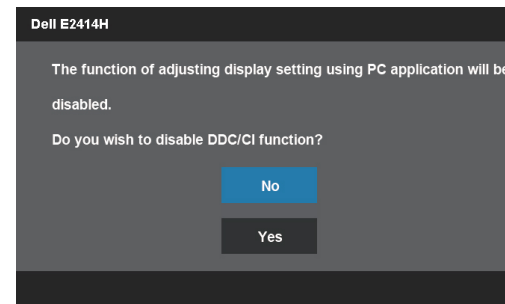 Dell E2414H
The function of adjusting display setting using PC application will be
disabled.
Do you wish to disable DDC/CI function?
No
Yes